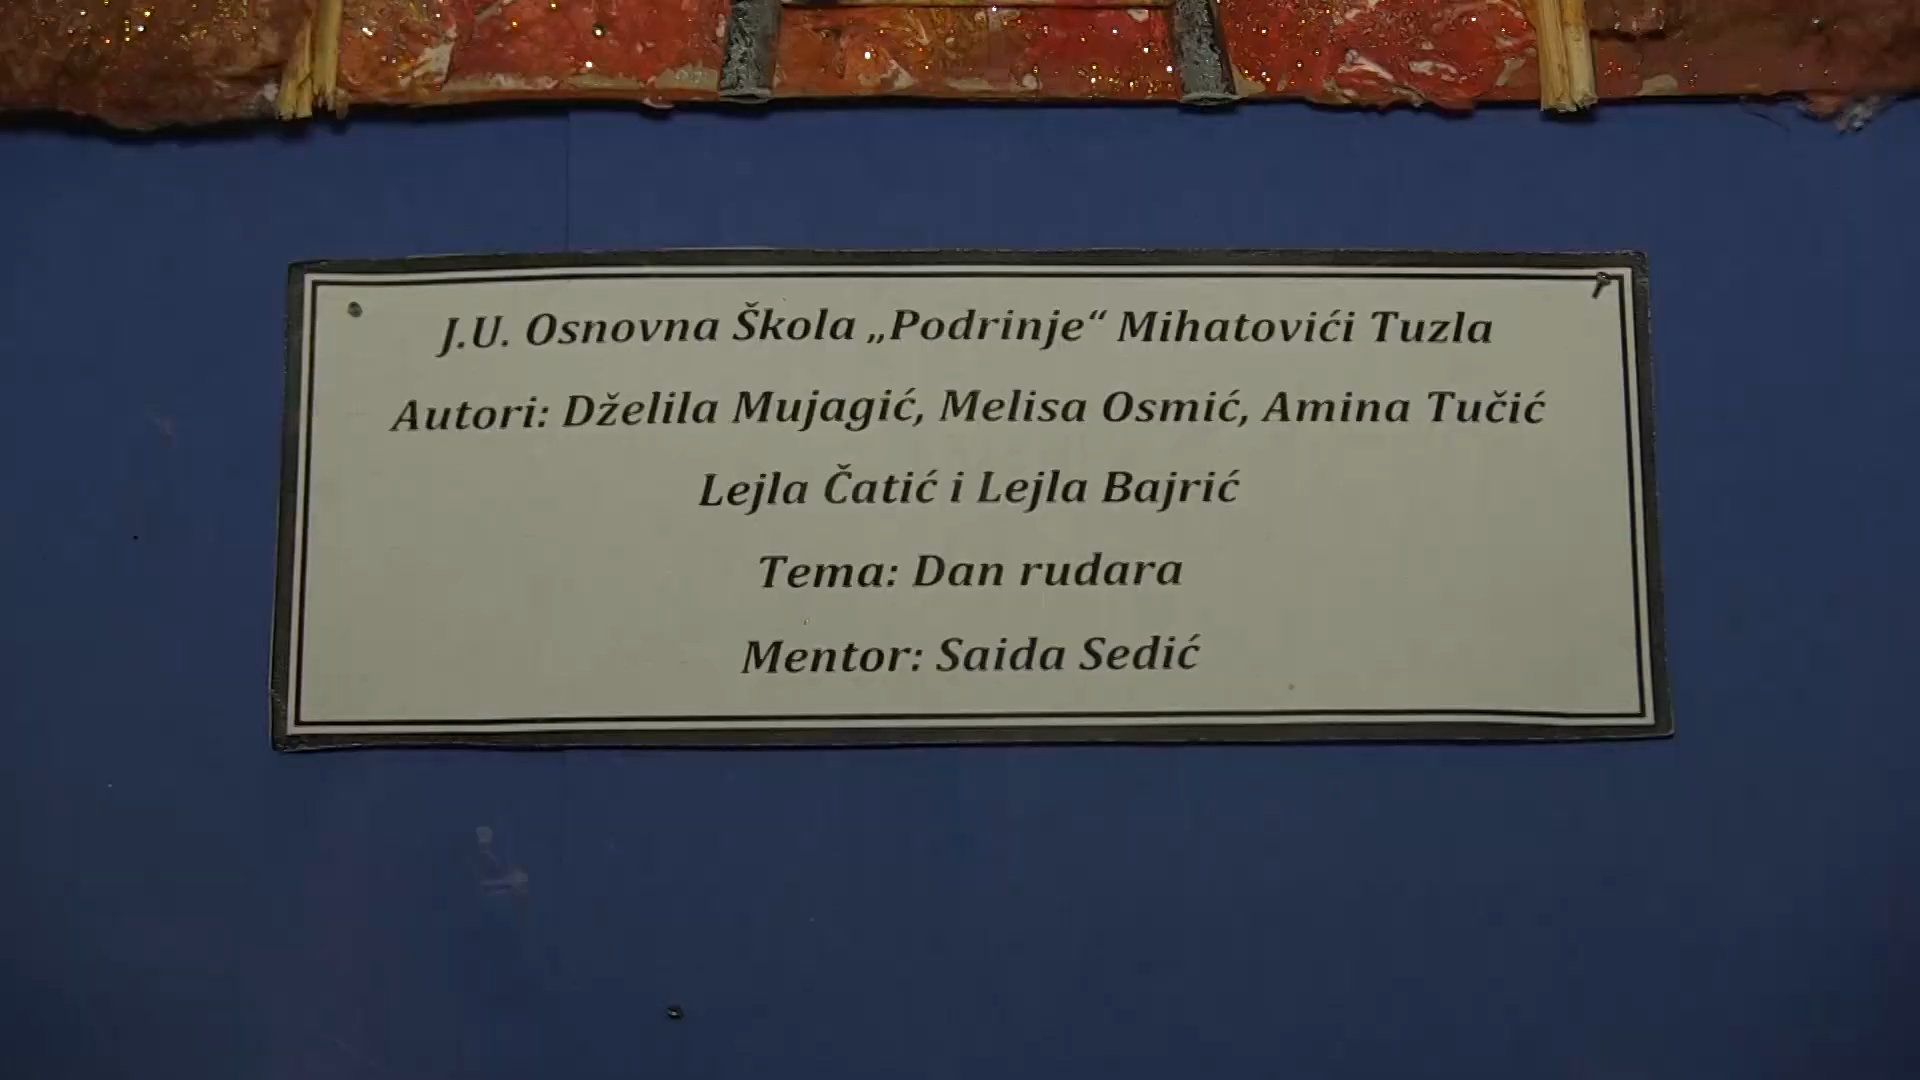 J.U. Osnovna Škola „Podrinje“ Mihatovići Tuzla
Autori: Dželila Mujagić, Melisa Osmić, Amina Tučić
Lejla Čatić i Lejla Bajrić
Tema: Dan rudara
Mentor: Saida Sedić